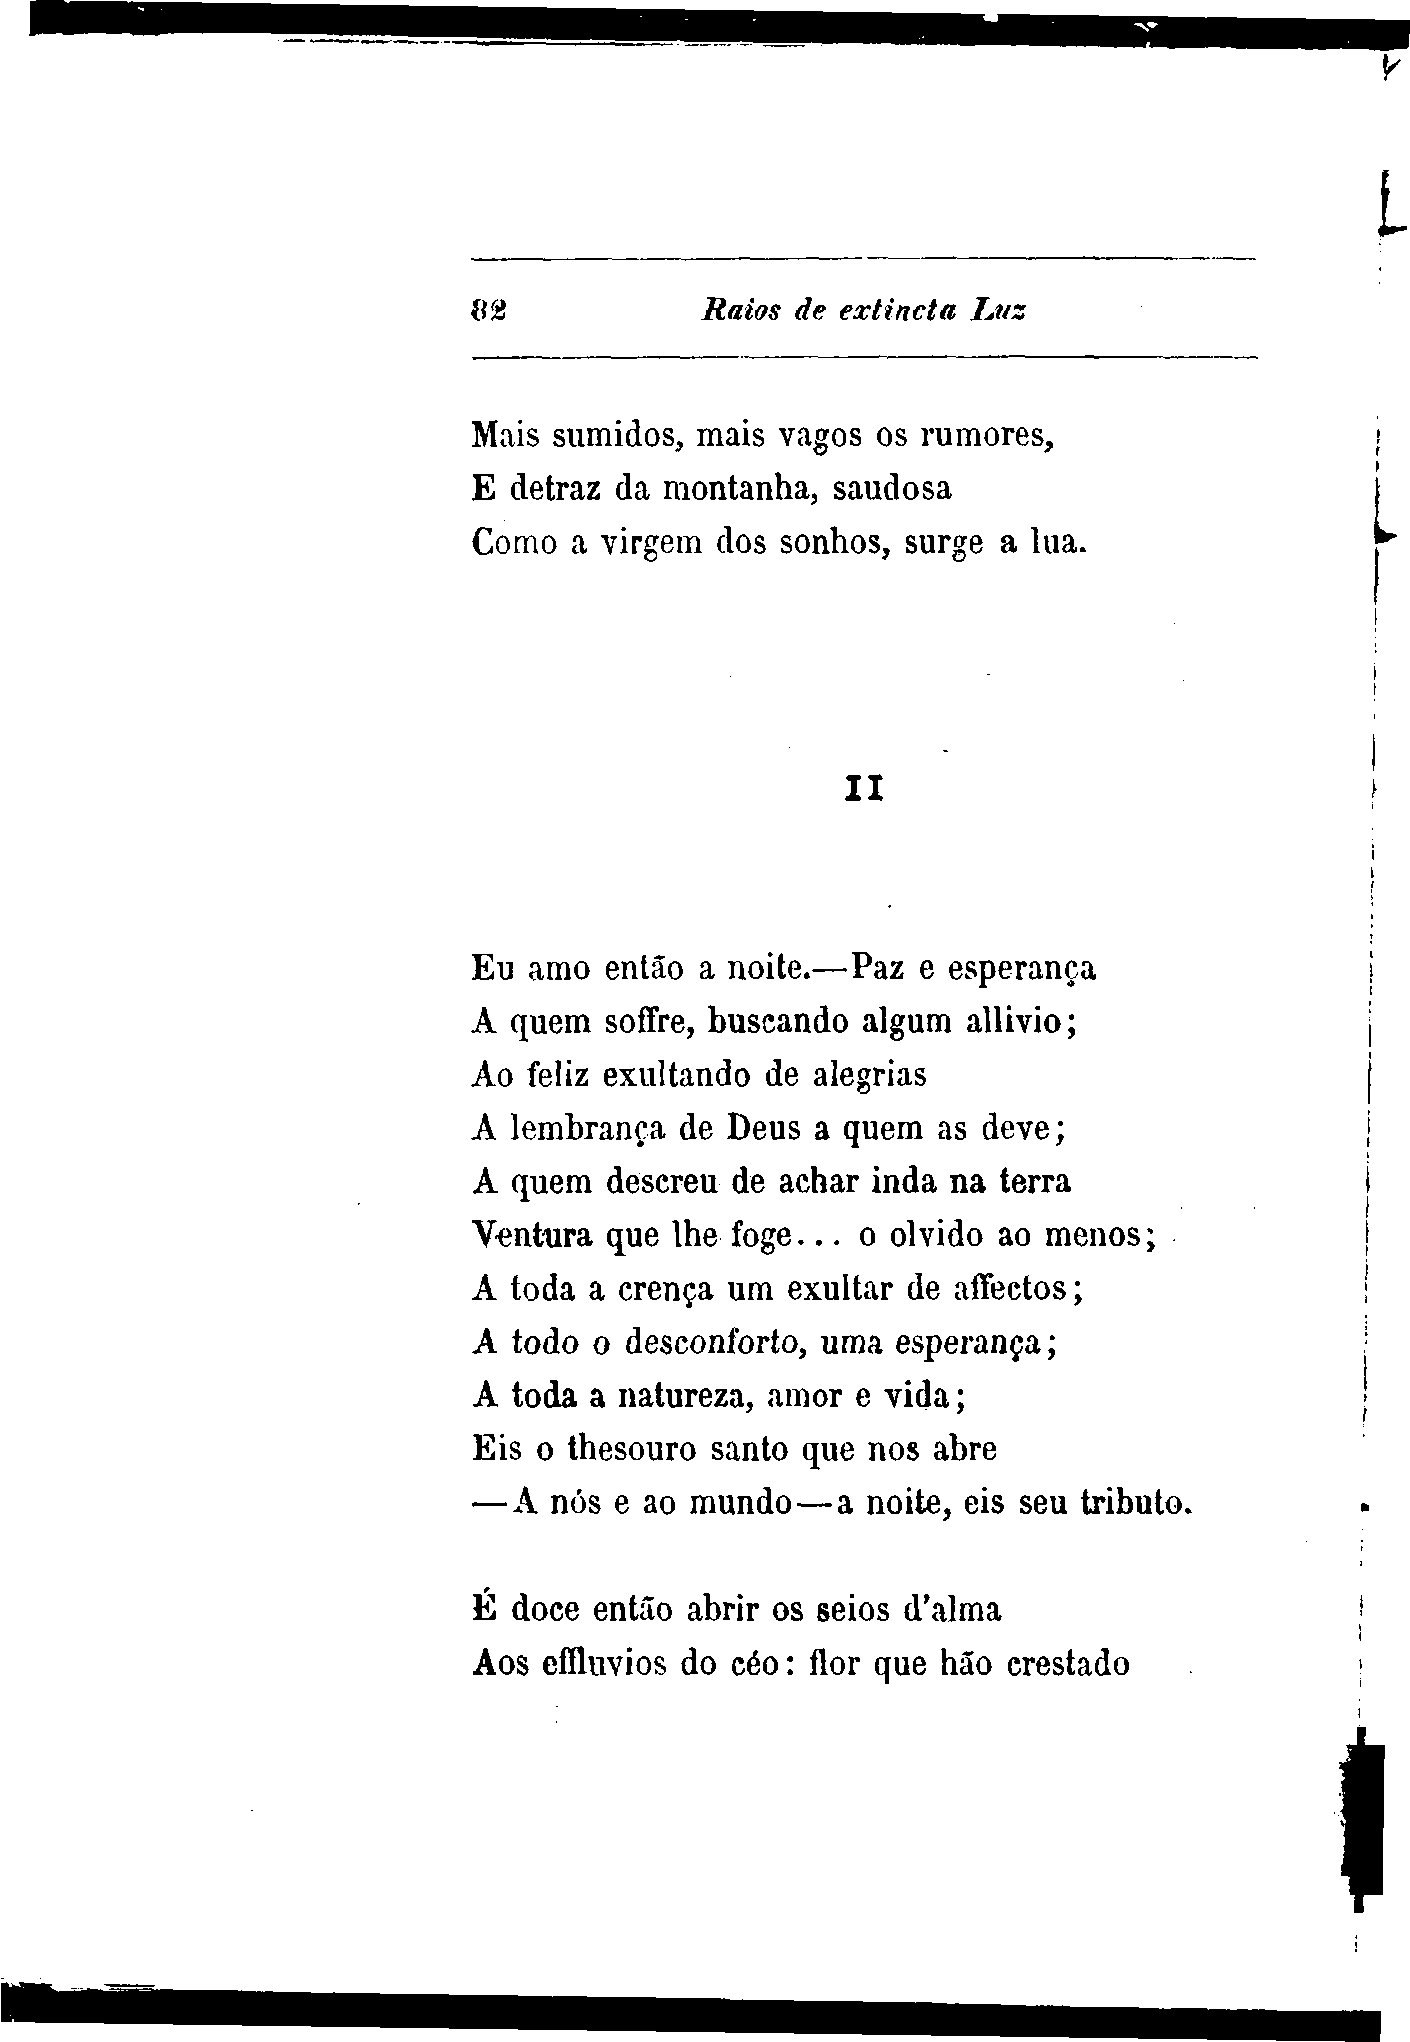 82 Raios de extincta Luz
Mais sumidos, mais vagos os rumores,
E detraz da montanha, saudosa
Como a virgem dos sonhos, surge a lua.
II
Eu amo então a noite.—Paz e esperança
A quem soffre, buscando algum allivio;
Ao feliz exultando de alegrias
A lembrança de Deus a quem as deve;
A quem descreu de achar inda na terra
Ventura que lhe foge... o olvido ao menos;
A toda a crença um exultar de affectos;
A todo o desconforto, uma esperança;
A toda a natureza, amor e vida;
Eis o thesouro santo que nos abre
—A nós e ao mundo—a noite, eis seu tributo.
É doce então abrir os seios d'alma
Aos effluvios do céo: flor que hão crestado